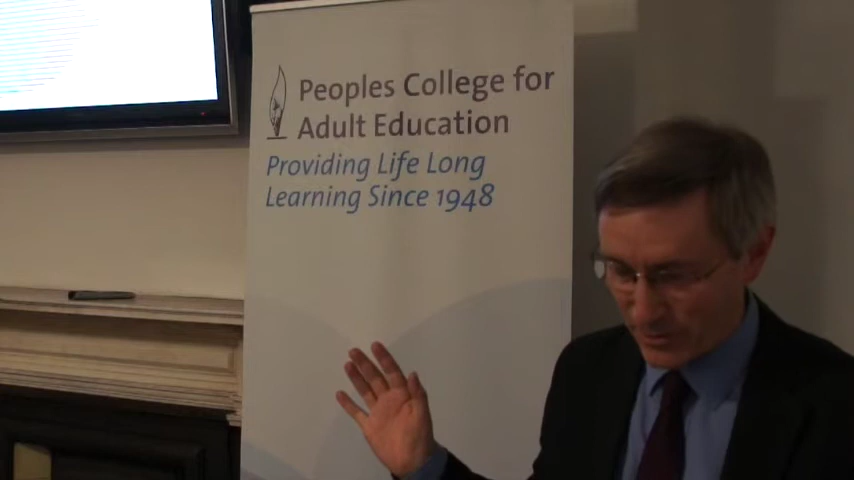 Peoples College for
Adult Education
Providing Life Long
Learning Since 1948